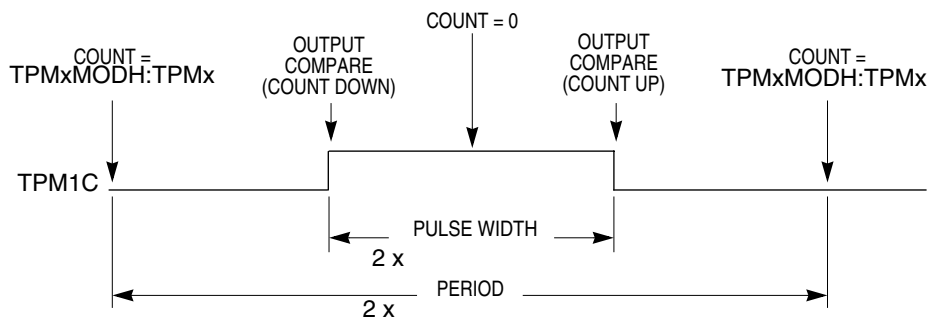 COUNT = 0
COUNT =
TPMxMODH:TPMx
OUTPUT
COMPARE
(COUNT DOWN)
OUTPUT
COMPARE
(COUNT UP)
COUNT =
TPMxMODH:TPMx
TPM1C
PULSE WIDTH
2 x
PERIOD
2 x